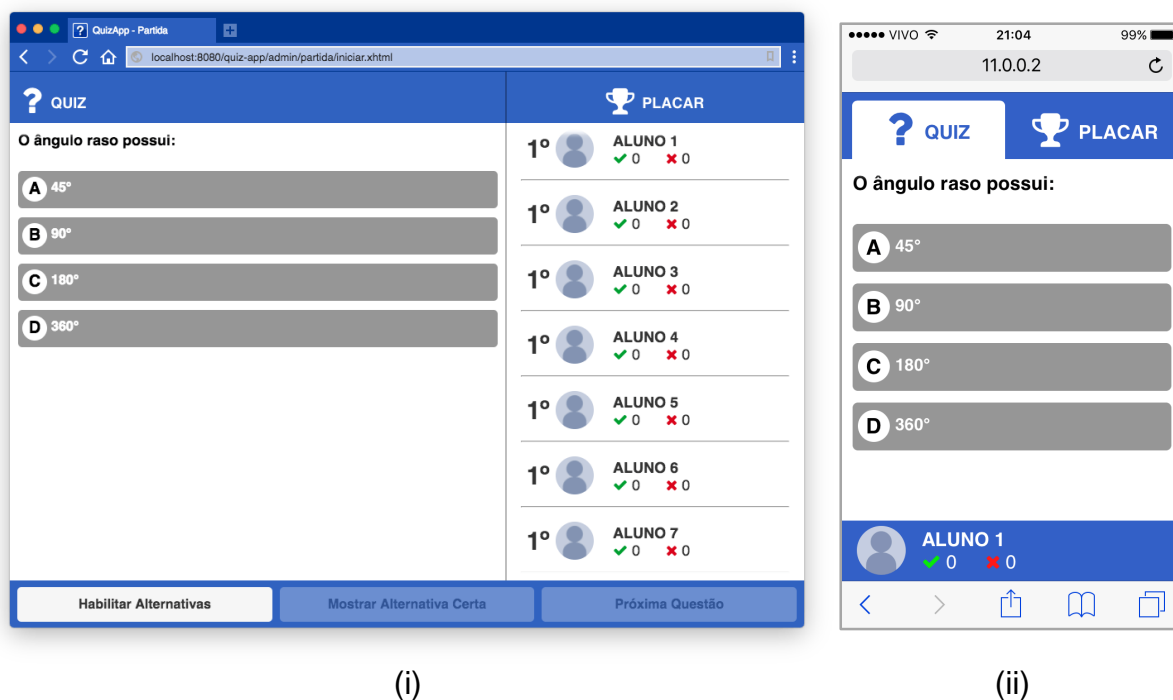 QuizApp - Partida
localhost:8080/quiz-app/admin/partida/iniciar.xhtml
? QUIZ
PLACAR
O ângulo raso possui:
A 45°
B 90°
C 180°
D 360°
1º ALUNO 1
0 0
1º ALUNO 2
0 0
1º ALUNO 3
0 0
1º ALUNO 4
0 0
1º ALUNO 5
0 0
1º ALUNO 6
0 0
1º ALUNO 7
0 0
Habilitar Alternativas
Mostrar Alternativa Certa
Próxima Questão
(i)
VIVO 21:04 99%
11.0.0.2
? QUIZ
PLACAR
O ângulo raso possui:
A 45°
B 90°
C 180°
D 360°
ALUNO 1
0 0
(ii)